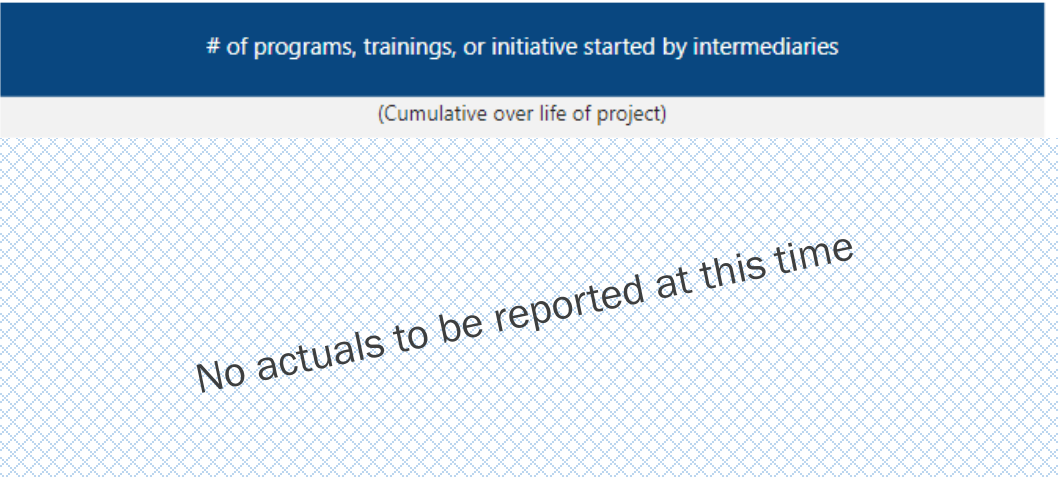 # of programs, trainings, or initiative started by intermediaries
(Cumulative over life of project)
No actuals to be reported at this time